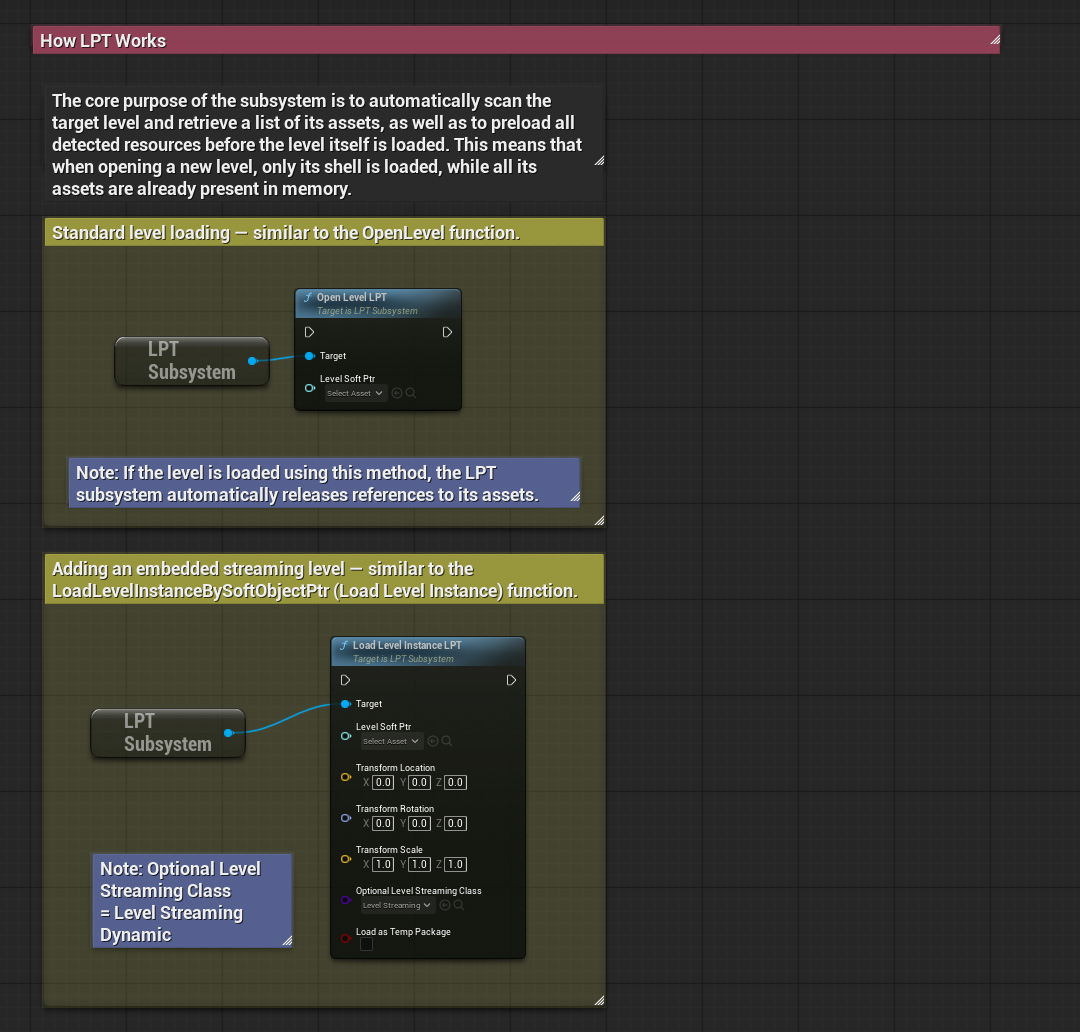 How LPT Works
The core purpose of the subsystem is to automatically scan the
target level and retrieve a list of its assets, as well as to preload all
detected resources before the level itself is loaded. This means that
when opening a new level, only its shell is loaded, while all its
assets are already present in memory.
Standard level loading — similar to the OpenLevel function.
f Open Level LPT
Target is LPT Subsystem
LPT
Subsystem
Target
Level Soft Ptr
Select Asset
Note: If the level is loaded using this method, the LPT
subsystem automatically releases references to its assets.
Adding an embedded streaming level — similar to the
LoadLevelInstanceBySoftObjectPtr (Load Level Instance) function.
f Load Level Instance LPT
Target is LPT Subsystem
LPT
Subsystem
Target
Level Soft Ptr
Select Asset
Transform Location
X 0.0 Y 0.0 Z 0.0
Transform Rotation
X 0.0 Y 0.0 Z 0.0
Transform Scale
X 1.0 Y 1.0 Z 1.0
Optional Level Streaming Class
Level Streaming
Load as Temp Package
Note: Optional Level
Streaming Class
= Level Streaming
Dynamic